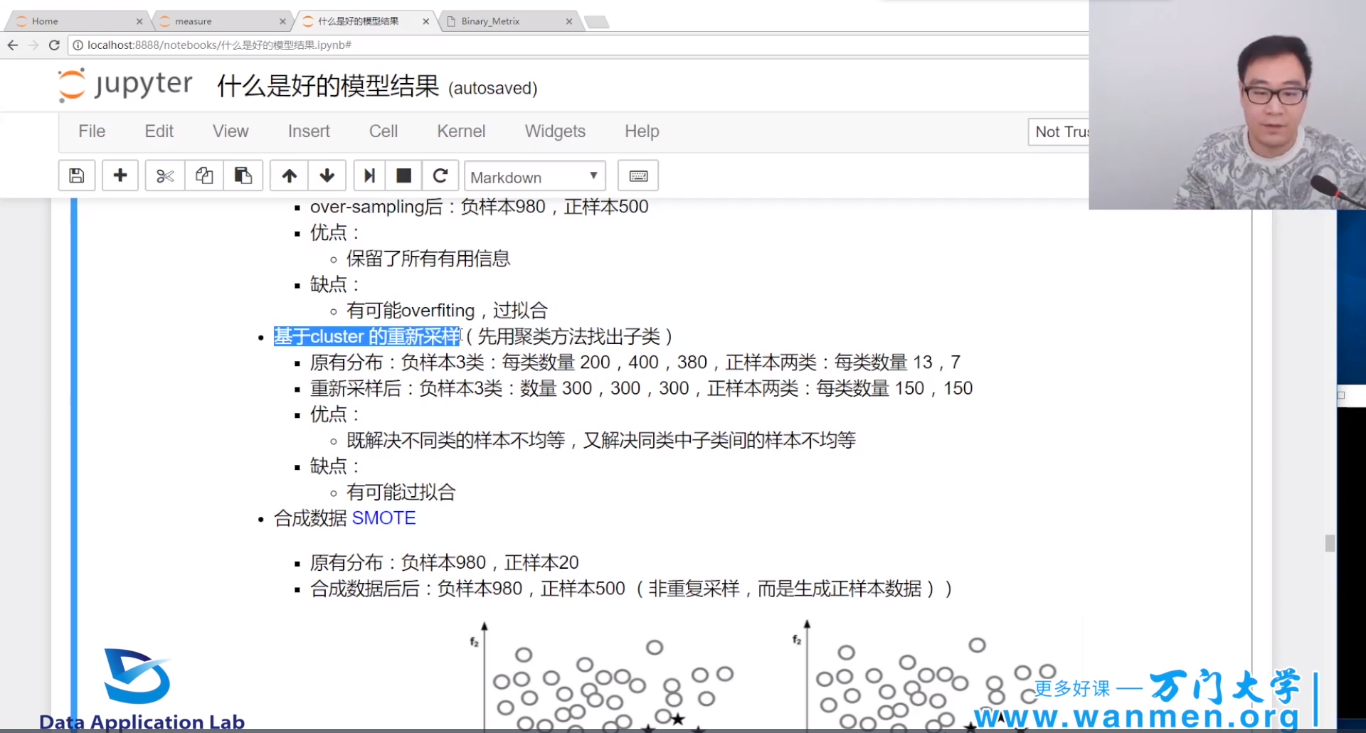 Home
measure
什么是好的模型结果
Binary_Metrix
localhost:8888/notebooks/什么是好的模型结果.ipynb#
jupyter 什么是好的模型结果 (autosaved)
File Edit View Insert Cell Kernel Widgets Help
Not Trus
Markdown
over-sampling后：负样本980，正样本500
优点：
保留了所有有用信息
缺点：
有可能overfiting，过拟合
基于cluster 的重新采样（先用聚类方法找出子类）
原有分布：负样本3类：每类数量 200，400，380，正样本两类：每类数量 13，7
重新采样后：负样本3类：数量 300，300，300，正样本两类：每类数量 150，150
优点：
既解决不同类的样本不均等，又解决同类中子类间的样本不均等
缺点：
有可能过拟合
合成数据 SMOTE
原有分布：负样本980，正样本20
合成数据后后：负样本980，正样本500（非重复采样，而是生成正样本数据））
f2
f2
更多好课 — 万门大学
www.wanmen.org
Data Application Lab